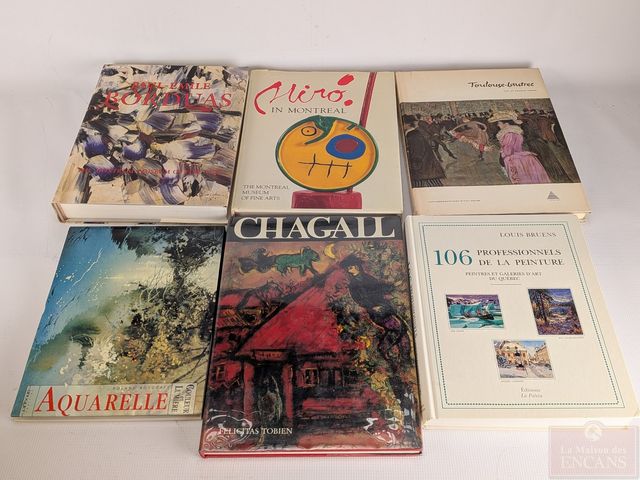 PAUL-ÉMILE
BORDUAS
Miró
IN MONTREAL
THE MONTREAL
MUSEUM
OF FINE ARTS
Toulouse-Lautrec
AQUARELLE
CHAGALL
FELICITAS TOBIEN
LOUIS BRUENS
106 PROFESSIONNELS
DE LA PEINTURE
PEINTRES ET GALERIES D'ART
DU QUÉBEC
Éditions
La Palette
La Maison des
ENCANS